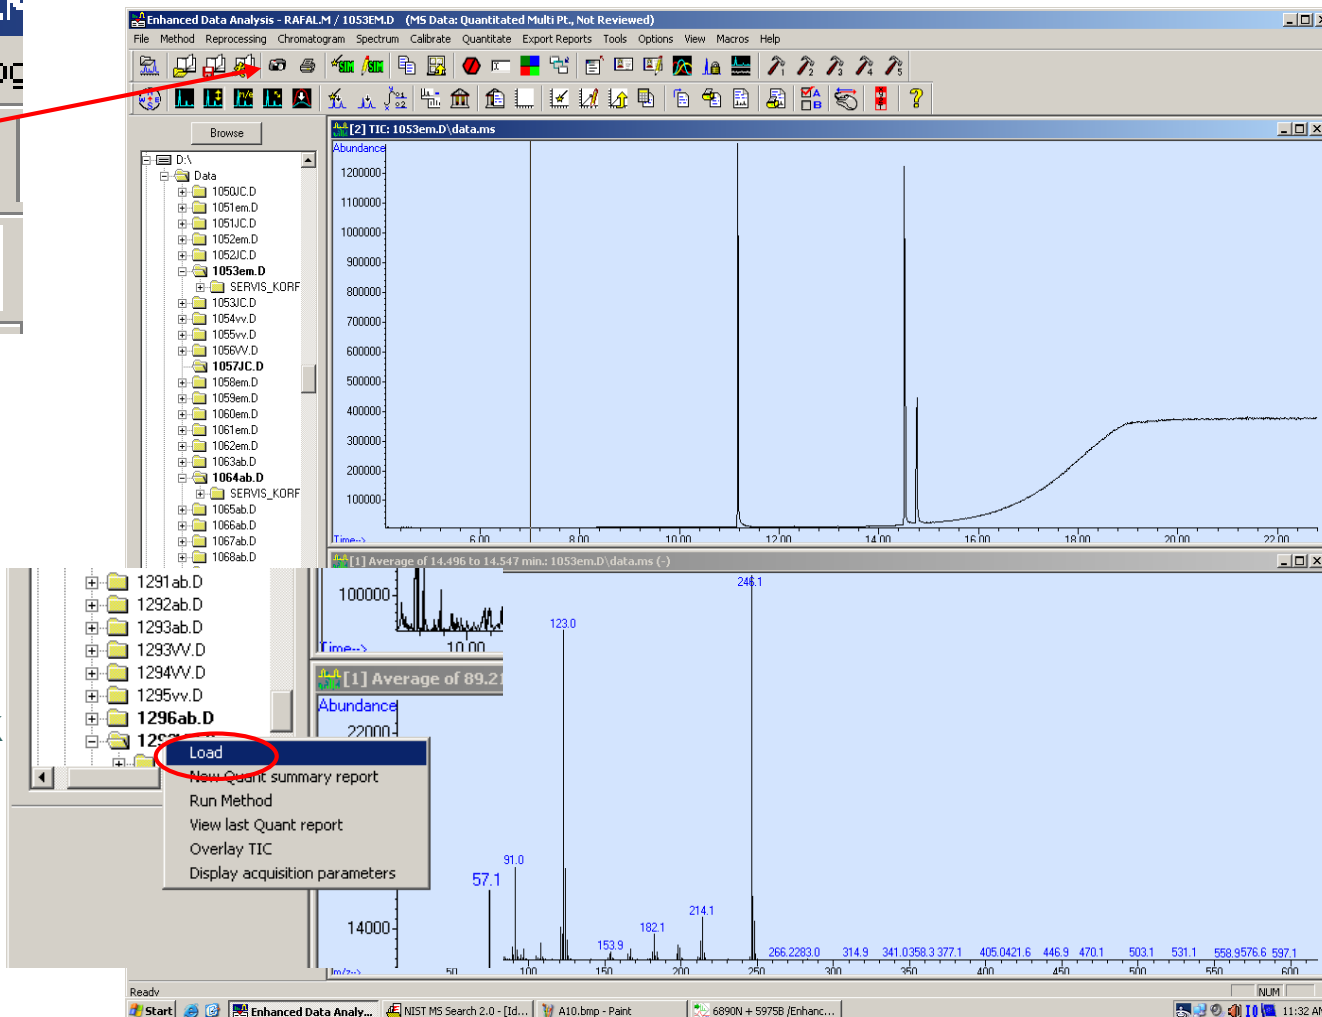 Enhanced Data Analysis - RAFAL.M / 1053EM.D (MS Data: Quantitated Multi Pt., Not Reviewed)
File Method Reprocessing Chromatogram Spectrum Calibrate Quantitate Export Reports Tools Options View Macros Help
Browse
[2] TIC: 1053em.D\data.ms
D:\
Data
1050JC.D
1051em.D
1051JC.D
1052em.D
1052JC.D
1053em.D
SERVIS_KORF
1053JC.D
1054vv.D
1055vv.D
1056VV.D
1057JC.D
1058em.D
1059em.D
1060em.D
1061em.D
1062em.D
1063ab.D
1064ab.D
SERVIS_KORF
1065ab.D
1066ab.D
1067ab.D
1068ab.D
Abundance
1200000
1100000
1000000
900000
800000
700000
600000
500000
400000
300000
200000
100000
Time-->
6.00 8.00 10.00 12.00 14.00 16.00 18.00 20.00 22.00
[1] Average of 14.496 to 14.547 min.: 1053em.D\data.ms (-)
1291ab.D
1292ab.D
1293ab.D
1293VV.D
1294VV.D
1295vv.D
1296ab.D
100000
Time-->
10.00
[1] Average of 89.21
Abundance
22000
14000
Load
New Quant summary report
Run Method
View last Quant report
Overlay TIC
Display acquisition parameters
246.1
123.0
91.0
57.1
214.1
182.1
153.9
266.2 283.0 314.9 341.0 358.3 377.1 405.0 421.6 446.9 470.1 503.1 531.1 558.9 576.6 597.1
m/z-->
50 100 150 200 250 300 350 400 450 500 550 600
Ready
NUM
Start
Enhanced Data Analy...
NIST MS Search 2.0 - [Id...
A10.bmp - Paint
6890N + 5975B /Enhanc...
11:32 AM